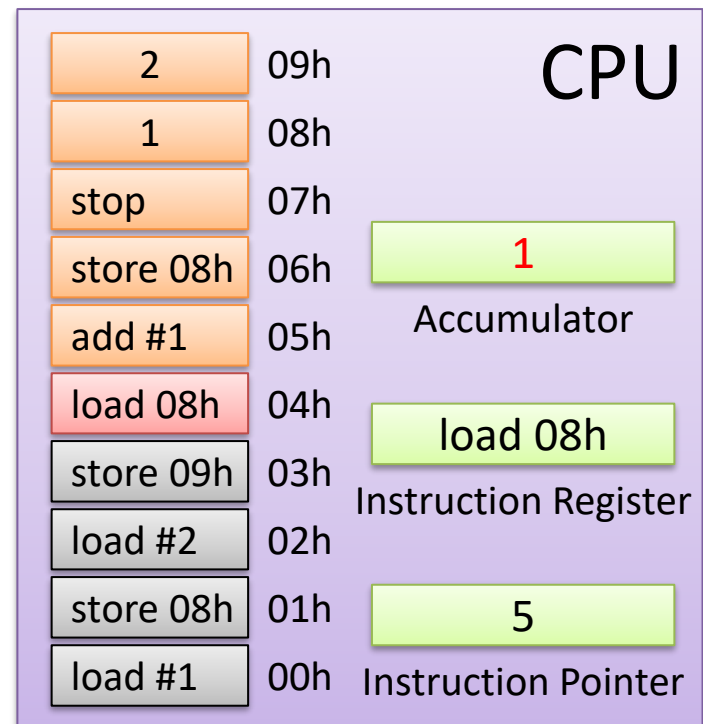 CPU
2 09h
1 08h
stop 07h
store 08h 06h
add #1 05h
load 08h 04h
store 09h 03h
load #2 02h
store 08h 01h
load #1 00h
1
Accumulator
load 08h
Instruction Register
5
Instruction Pointer